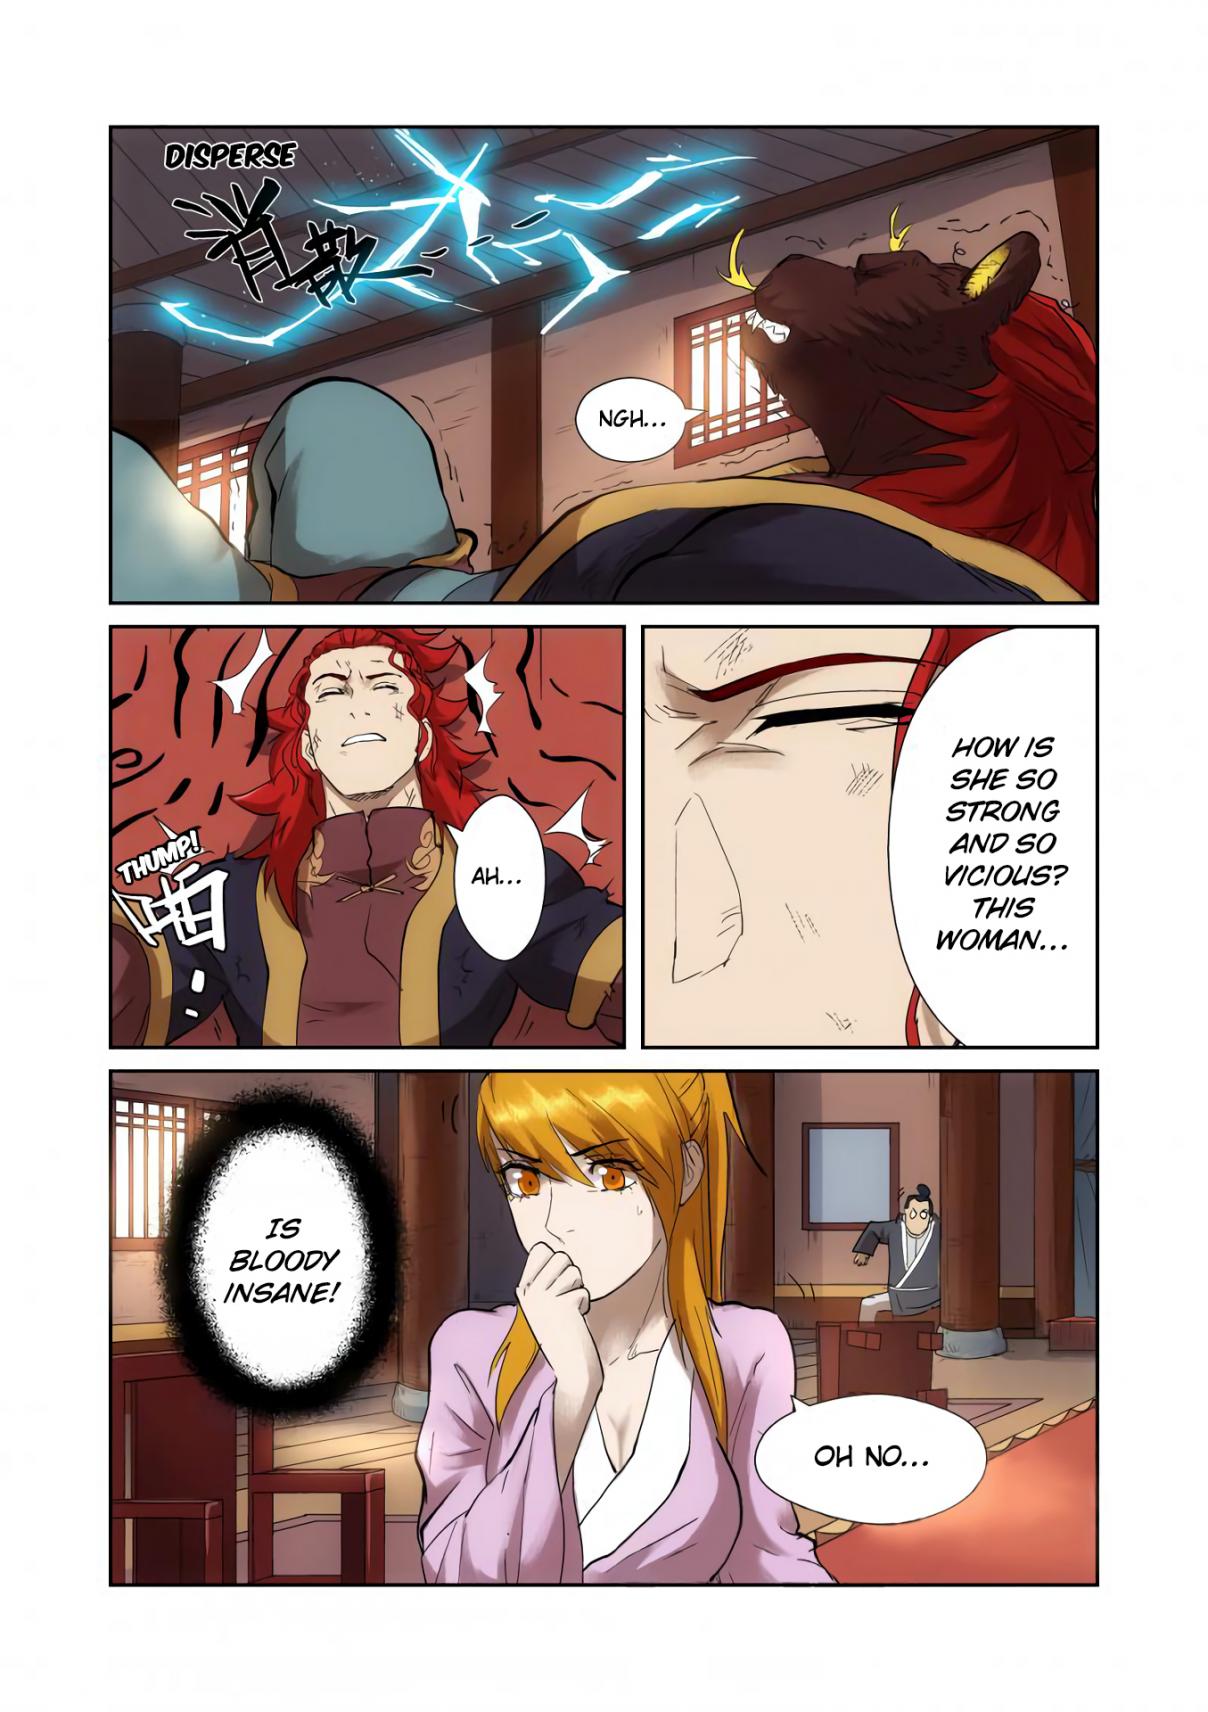 DISPERSE
消散
NGH...
THUMP!
AH...
HOW IS
SHE SO
STRONG
AND SO
VICIOUS?
THIS
WOMAN...
IS
BLOODY
INSANE!
OH NO...